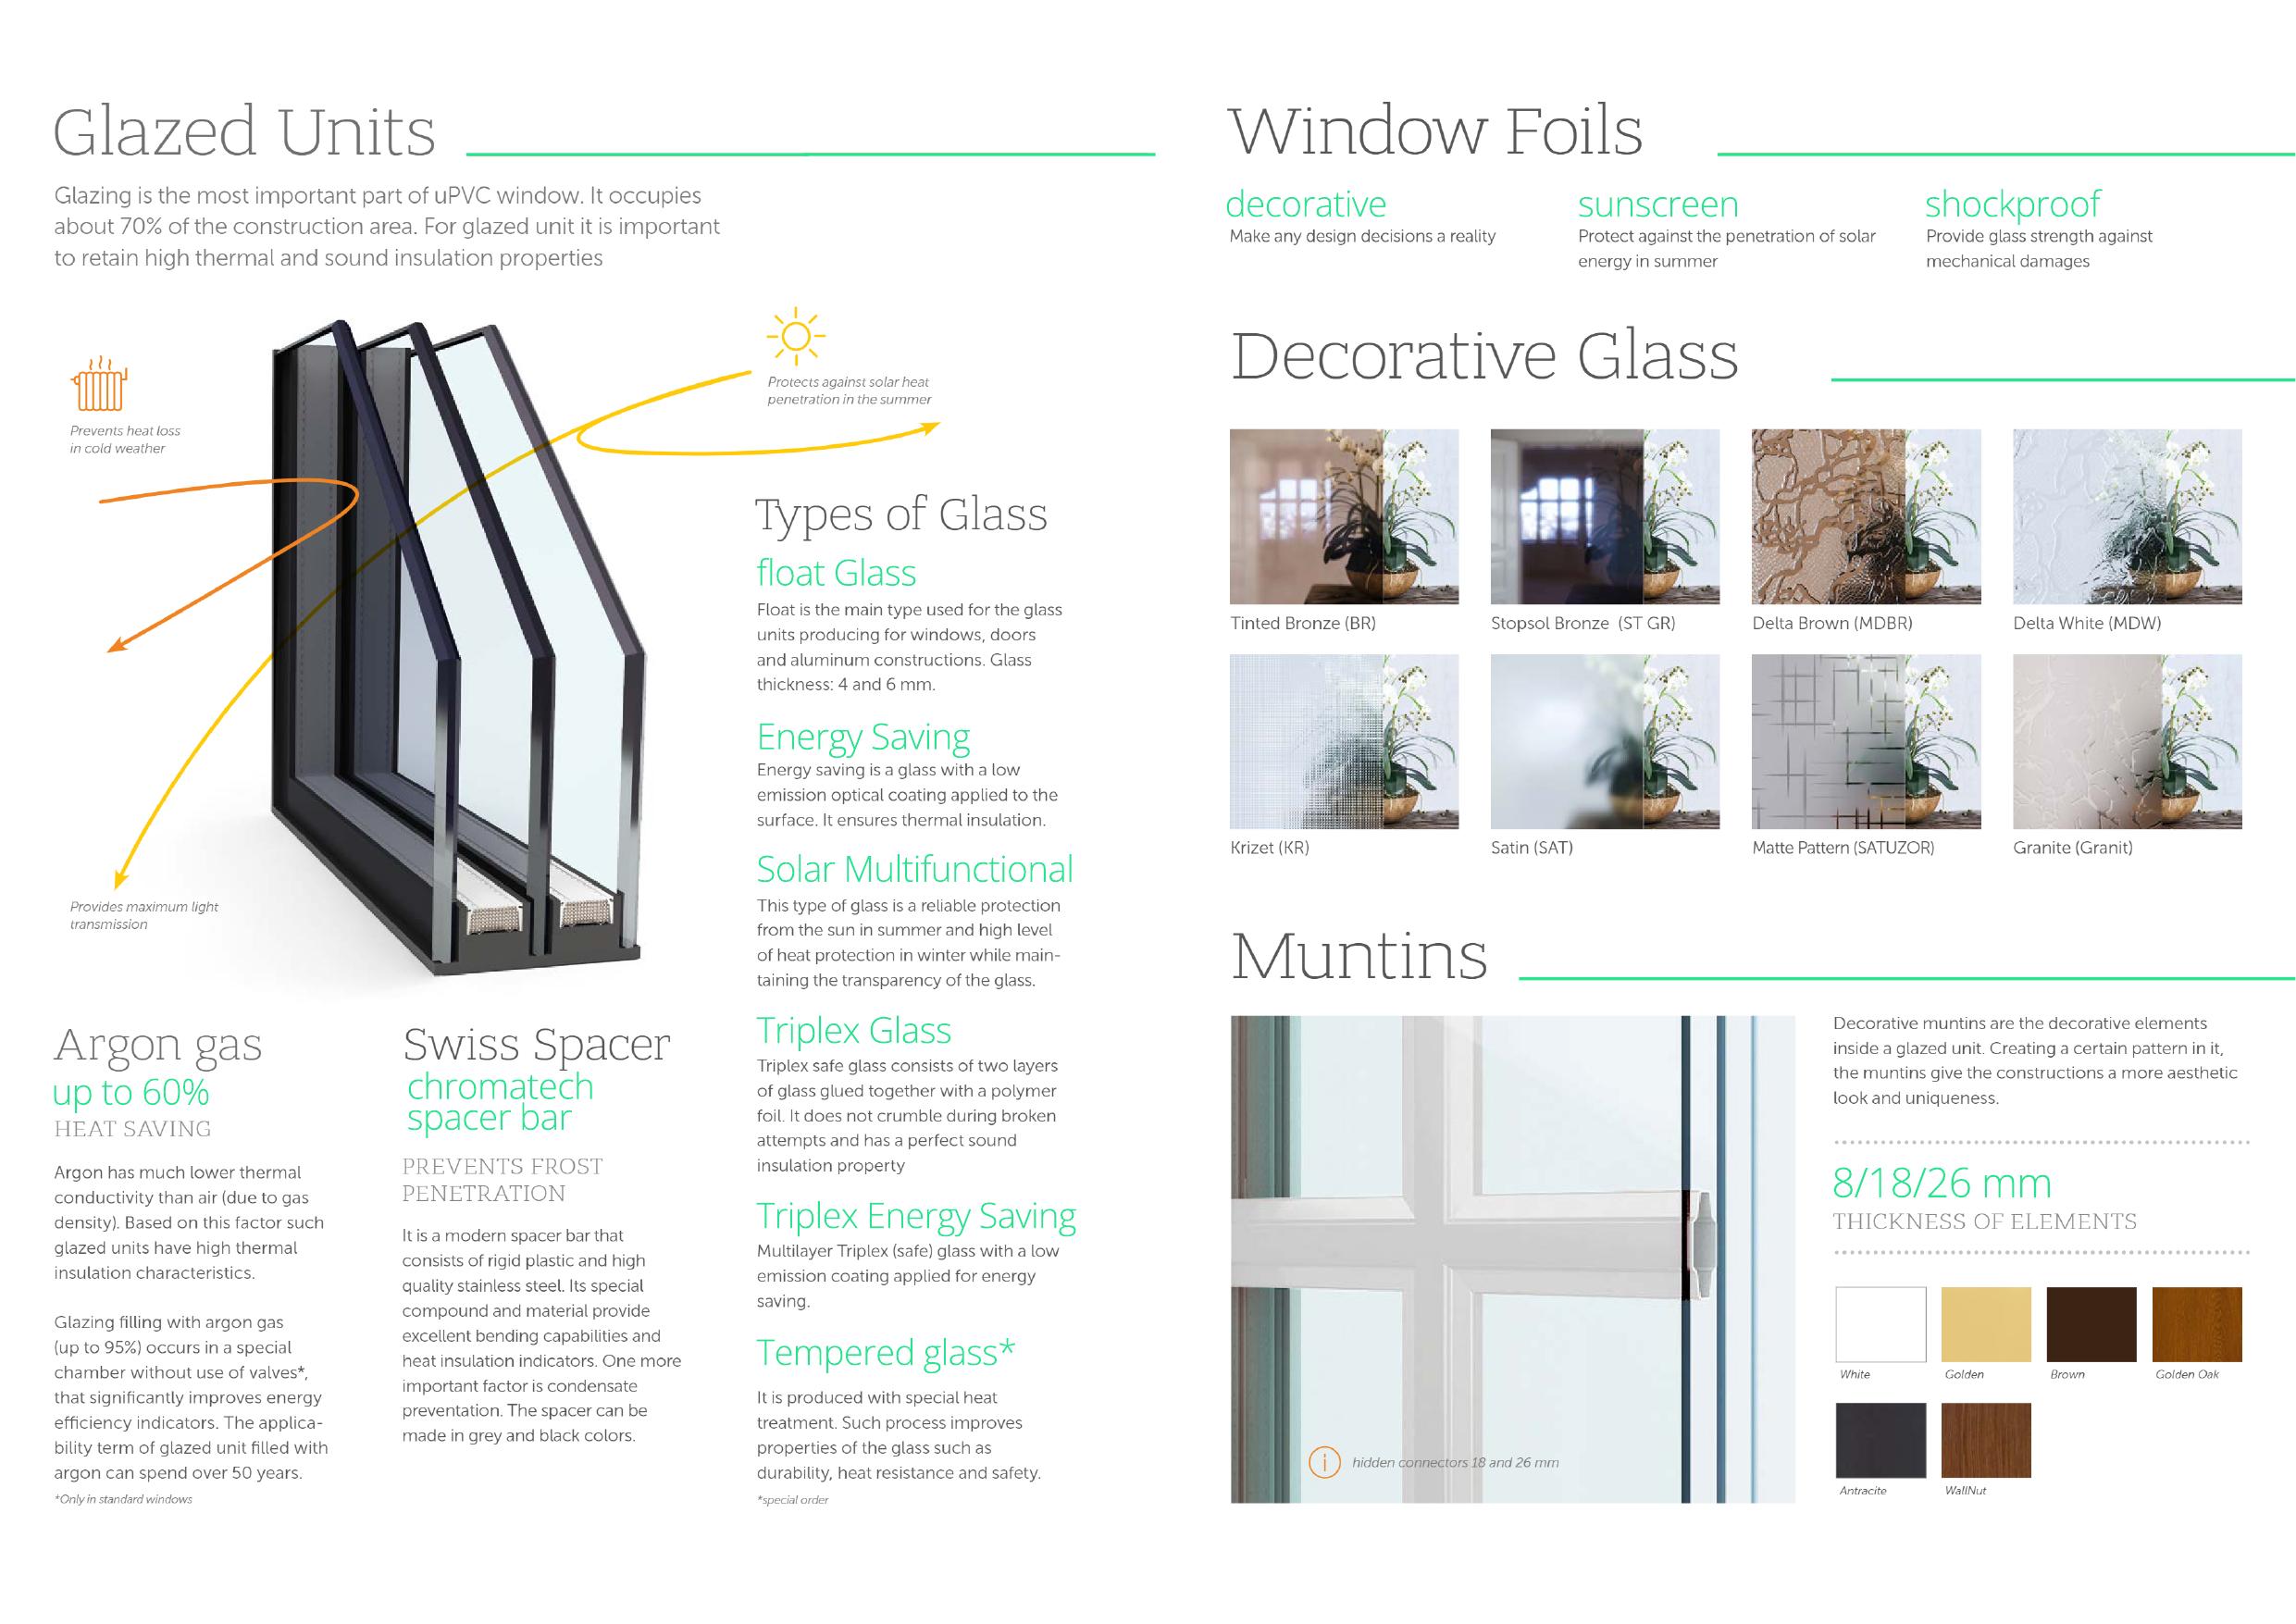 Glazed Units
Glazing is the most important part of uPVC window. It occupies
about 70% of the construction area. For glazed unit it is important
to retain high thermal and sound insulation properties
Prevents heat loss
in cold weather
Protects against solar heat
penetration in the summer
Provides maximum light
transmission
Argon gas
up to 60%
HEAT SAVING
Argon has much lower thermal
conductivity than air (due to gas
density). Based on this factor such
glazed units have high thermal
insulation characteristics.
Glazing filling with argon gas
(up to 95%) occurs in a special
chamber without use of valves*,
that significantly improves energy
efficiency indicators. The applica-
bility term of glazed unit filled with
argon can spend over 50 years.
*Only in standard windows
Swiss Spacer
chromatech
spacer bar
PREVENTS FROST
PENETRATION
It is a modern spacer bar that
consists of rigid plastic and high
quality stainless steel. Its special
compound and material provide
excellent bending capabilities and
heat insulation indicators. One more
important factor is condensate
preventation. The spacer can be
made in grey and black colors.
Types of Glass
float Glass
Float is the main type used for the glass
units producing for windows, doors
and aluminum constructions. Glass
thickness: 4 and 6 mm.
Energy Saving
Energy saving is a glass with a low
emission optical coating applied to the
surface. It ensures thermal insulation.
Solar Multifunctional
This type of glass is a reliable protection
from the sun in summer and high level
of heat protection in winter while main-
taining the transparency of the glass.
Triplex Glass
Triplex safe glass consists of two layers
of glass glued together with a polymer
foil. It does not crumble during broken
attempts and has a perfect sound
insulation property
Triplex Energy Saving
Multilayer Triplex (safe) glass with a low
emission coating applied for energy
saving.
Tempered glass*
It is produced with special heat
treatment. Such process improves
properties of the glass such as
durability, heat resistance and safety.
*special order
Window Foils
decorative
Make any design decisions a reality
sunscreen
Protect against the penetration of solar
energy in summer
shockproof
Provide glass strength against
mechanical damages
Decorative Glass
Tinted Bronze (BR)
Stopsol Bronze (ST GR)
Delta Brown (MDBR)
Delta White (MDW)
Krizet (KR)
Satin (SAT)
Matte Pattern (SATUZOR)
Granite (Granit)
Muntins
hidden connectors 18 and 26 mm
Decorative muntins are the decorative elements
inside a glazed unit. Creating a certain pattern in it,
the muntins give the constructions a more aesthetic
look and uniqueness.
8/18/26 mm
THICKNESS OF ELEMENTS
White
Golden
Brown
Golden Oak
Antracite
WallNut